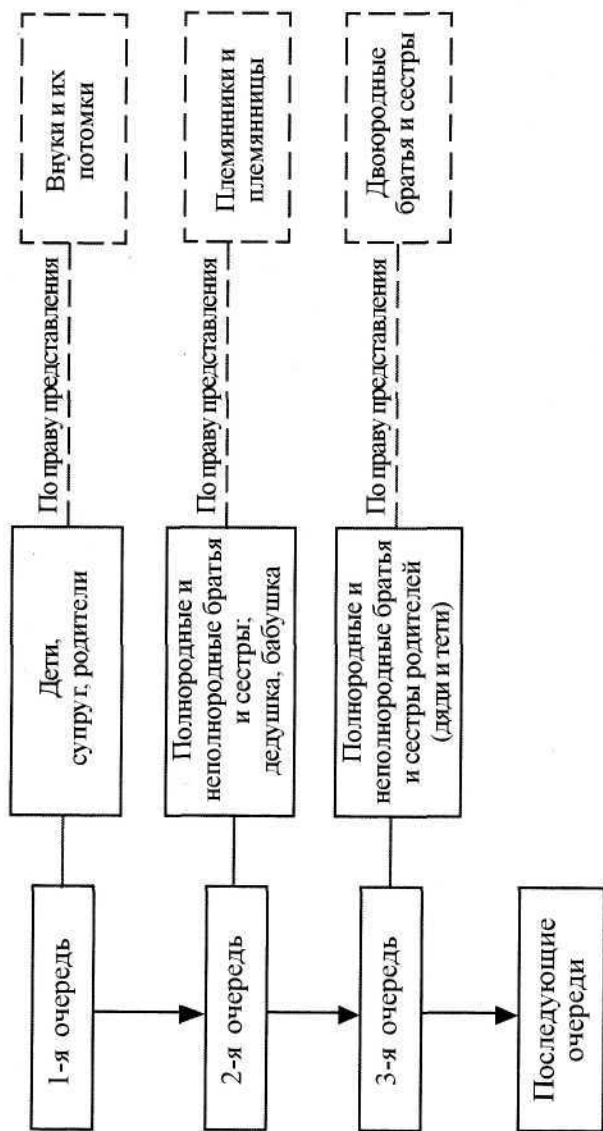 1-я очередь
Дети,
супруг, родители
По праву представления
Внуки и их
потомки
2-я очередь
Полнородные и
неполнородные братья
и сестры;
дедушка, бабушка
По праву представления
Племянники и
племянницы
3-я очередь
Полнородные и
неполнородные братья
и сестры родителей
(дяди и тети)
По праву представления
Двоюродные
братья и сестры
Последующие
очереди